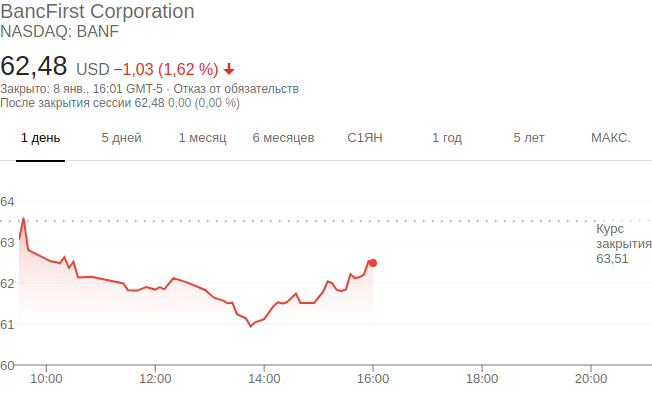 BancFirst Corporation
NASDAQ: BANF
62,48 USD −1,03 (1,62 %)
Закрыто: 8 янв., 16:01 GMT-5 · Отказ от обязательств
После закрытия сессии 62,48 0,00 (0,00 %)
1 день 5 дней 1 месяц 6 месяцев С1ЯН 1 год 5 лет МАКС.
64
63
62
61
60
Курс
закрытия
63,51
10:00 12:00 14:00 16:00 18:00 20:00